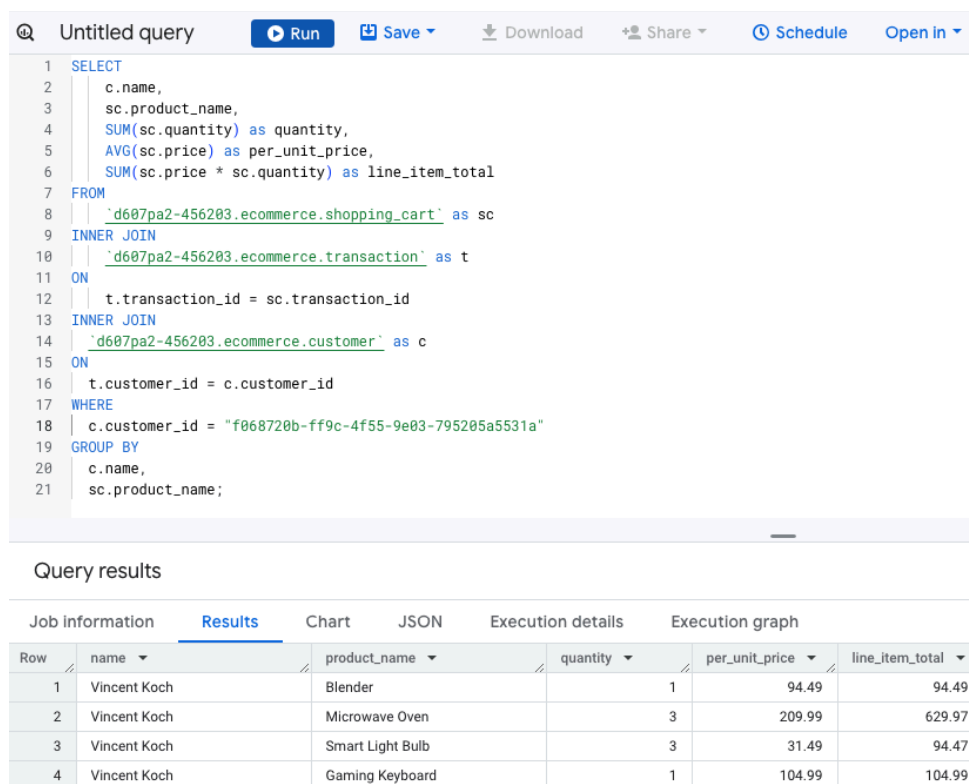 Untitled query Run Save Download Share Schedule Open in
1 SELECT
2 c.name,
3 sc.product_name,
4 SUM(sc.quantity) as quantity,
5 AVG(sc.price) as per_unit_price,
6 SUM(sc.price * sc.quantity) as line_item_total
7 FROM
8 `d607pa2-456203.ecommerce.shopping_cart` as sc
9 INNER JOIN
10 `d607pa2-456203.ecommerce.transaction` as t
11 ON
12 t.transaction_id = sc.transaction_id
13 INNER JOIN
14 `d607pa2-456203.ecommerce.customer` as c
15 ON
16 t.customer_id = c.customer_id
17 WHERE
18 c.customer_id = "f068720b-ff9c-4f55-9e03-795205a5531a"
19 GROUP BY
20 c.name,
21 sc.product_name;
Query results
Job information Results Chart JSON Execution details Execution graph
Row name product_name quantity per_unit_price line_item_total
1 Vincent Koch Blender 1 94.49 94.49
2 Vincent Koch Microwave Oven 3 209.99 629.97
3 Vincent Koch Smart Light Bulb 3 31.49 94.47
4 Vincent Koch Gaming Keyboard 1 104.99 104.99